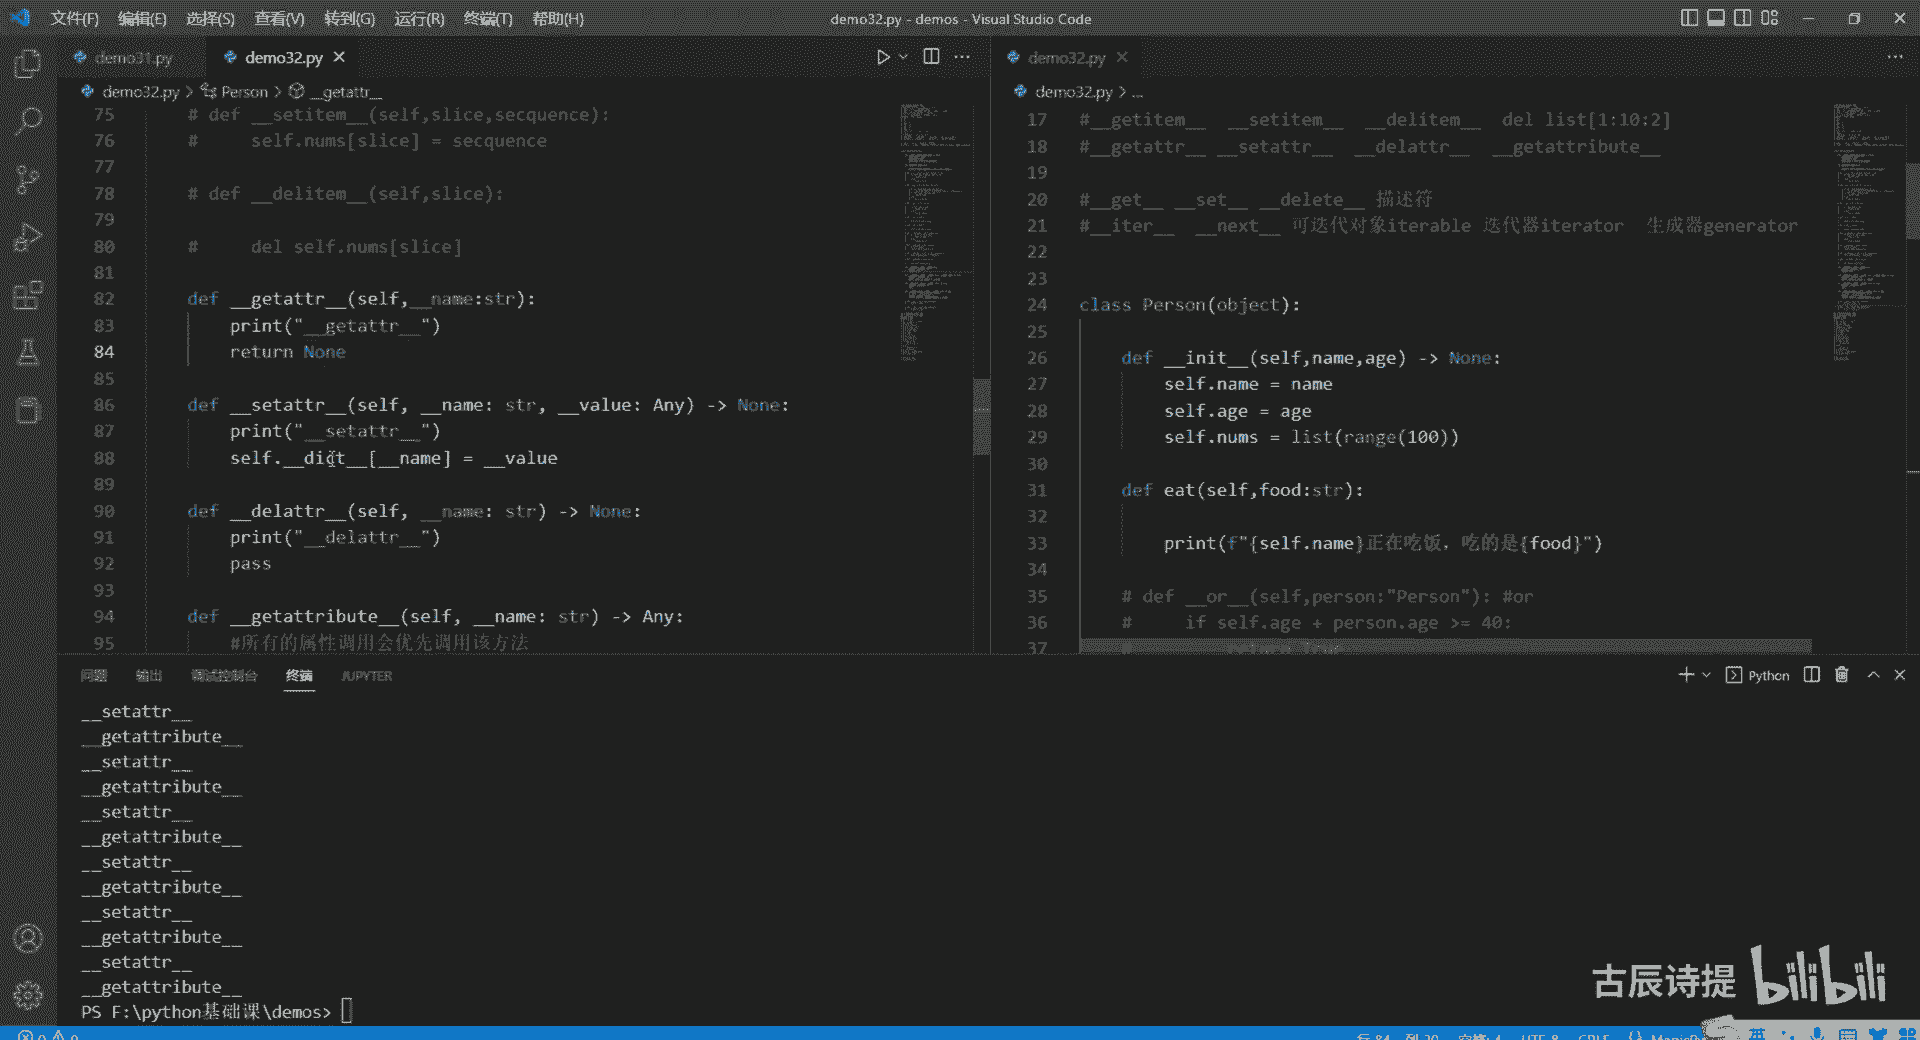 文件(F) 编辑(E) 选择(S) 查看(V) 转到(G) 运行(R) 终端(T) 帮助(H)
demo32.py - demos - Visual Studio Code
demo31.py
demo32.py
demo32.py > Person > __getattr__
75 # def __setitem__(self,slice,secquence):
76 #     self.nums[slice] = secquence
77
78 # def __delitem__(self,slice):
79
80 #     del self.nums[slice]
81
82 def __getattr__(self,__name:str):
83     print("__getattr__")
84     return None
85
86 def __setattr__(self, __name: str, __value: Any) -> None:
87     print("__setattr__")
88     self.__dict__[__name] = __value
89
90 def __delattr__(self, __name: str) -> None:
91     print("__delattr__")
92     pass
93
94 def __getattribute__(self, __name: str) -> Any:
95     #所有的属性调用会优先调用该方法
demo32.py
demo32.py > ...
17 #__getitem__  __setitem__  __delitem__  del list[1:10:2]
18 #__getattr__ __setattr__  __delattr__  __getattribute__
19
20 #__get__ __set__ __delete__ 描述符
21 #__iter__  __next__ 可迭代对象iterable 迭代器iterator  生成器generator
22
23
24 class Person(object):
25
26     def __init__(self,name,age) -> None:
27         self.name = name
28         self.age = age
29         self.nums = list(range(100))
30
31     def eat(self,food:str):
32
33         print(f"{self.name}正在吃饭，吃的是{food}")
34
35     # def __or__(self,person:"Person"): #or
36     #     if self.age + person.age >= 40:
37     #         return True
问题 输出 调试控制台 终端 JUPYTER
Python
__setattr__
__getattribute__
__setattr__
__getattribute__
__setattr__
__getattribute__
__setattr__
__getattribute__
__setattr__
__getattribute__
__setattr__
__getattribute__
PS F:\python基础课\demos>
古辰诗提 bilibili